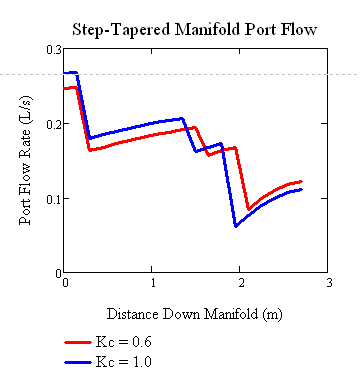 Step-Tapered Manifold Port Flow
0.3
0.2
0.1
0
Port Flow Rate (L/s)
0 1 2 3
Distance Down Manifold (m)
Kc = 0.6
Kc = 1.0